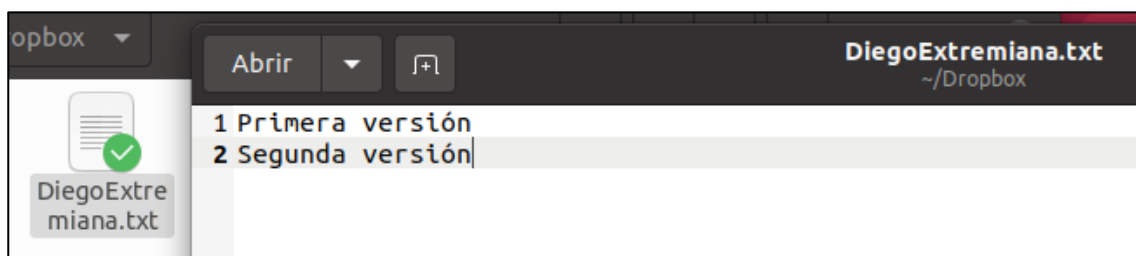 opbox
Abrir
DiegoExtremiana.txt
~/Dropbox
1 Primera versión
2 Segunda versión
DiegoExtre
miana.txt